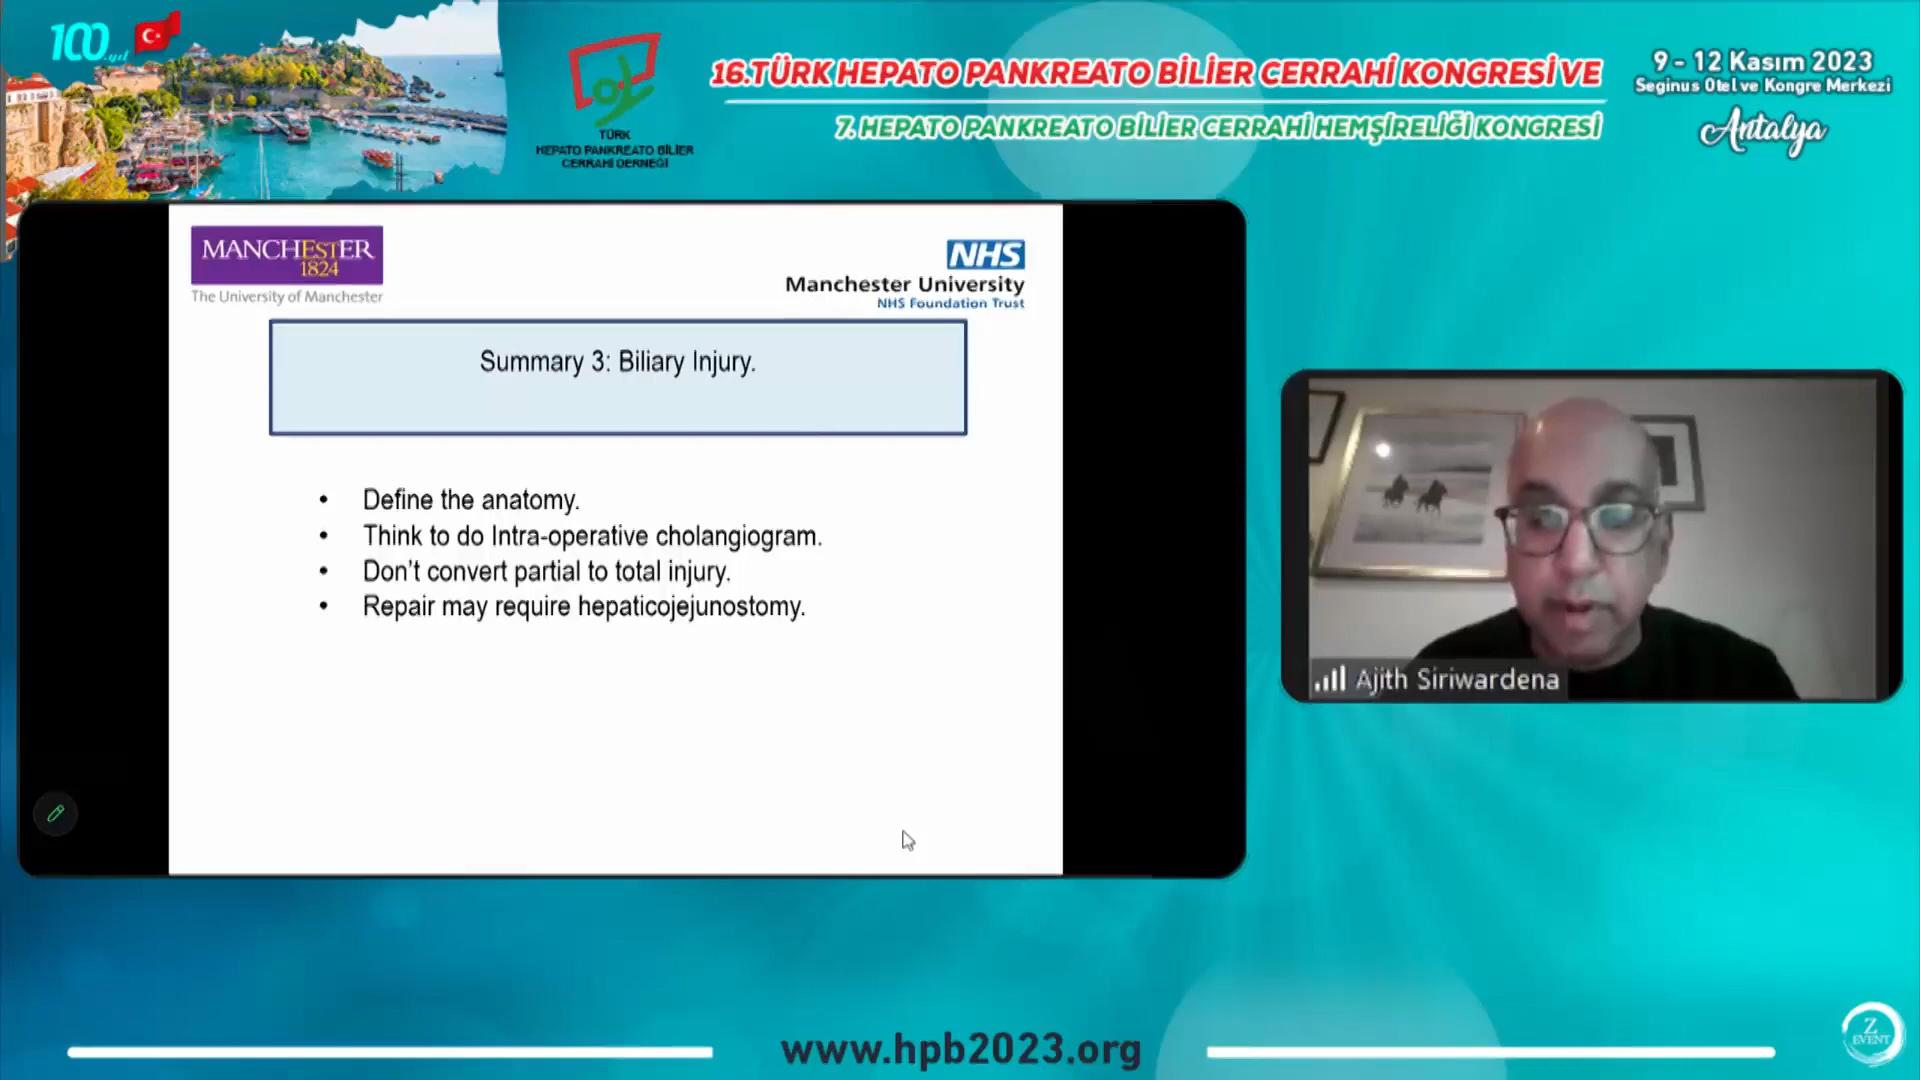 100.yıl
TÜRK
HEPATO PANKREATO BİLİER
CERRAHİ DERNEĞİ
16.TÜRK HEPATO PANKREATO BİLİER CERRAHİ KONGRESİ VE
7. HEPATO PANKREATO BİLİER CERRAHİ HEMŞİRELİĞİ KONGRESİ
9 - 12 Kasım 2023
Seginus Otel ve Kongre Merkezi
Antalya
MANCHESTER
1824
The University of Manchester
NHS
Manchester University
NHS Foundation Trust
Summary 3: Biliary Injury.
• Define the anatomy.
• Think to do Intra-operative cholangiogram.
• Don’t convert partial to total injury.
• Repair may require hepaticojejunostomy.
Ajith Siriwardena
www.hpb2023.org
Z
EVENT